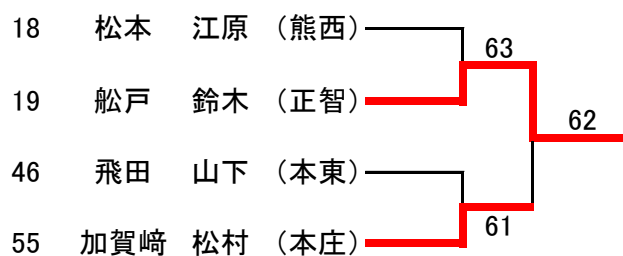 18 松本 江原 （熊西）
63
19 舩戸 鈴木 （正智）
62
46 飛田 山下 （本東）
61
55 加賀﨑 松村 （本庄）